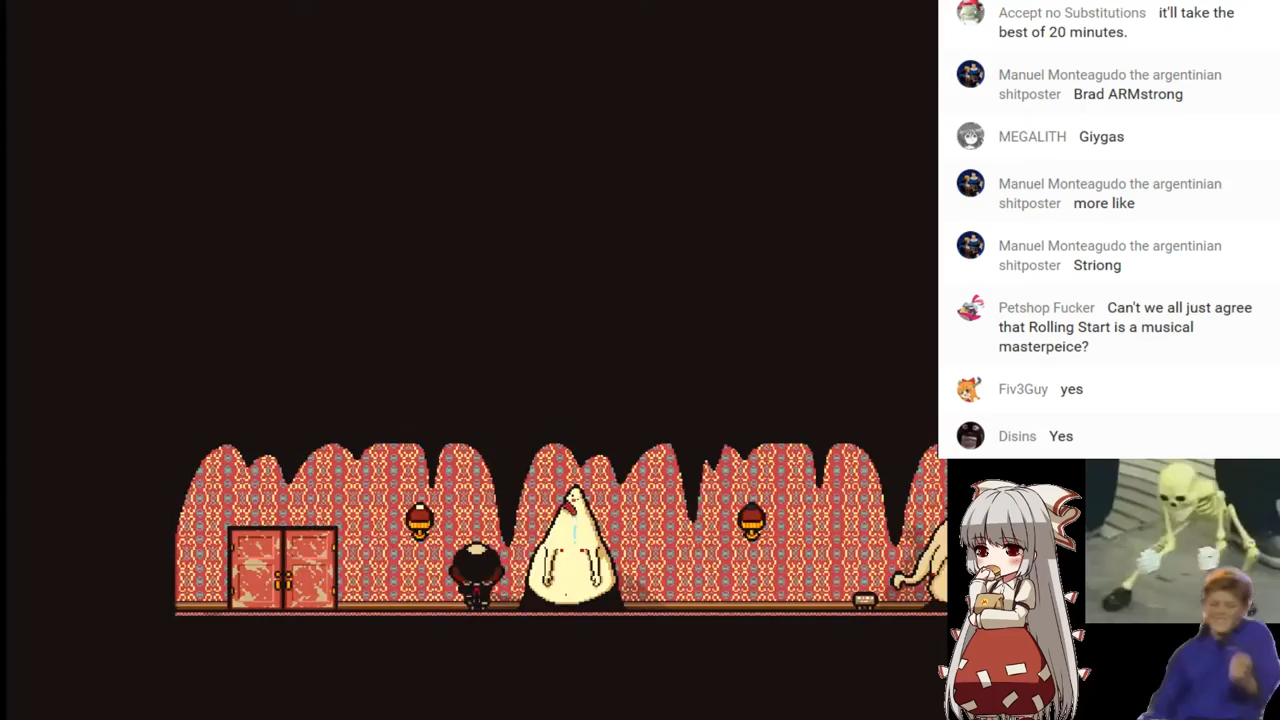 Accept no Substitutions it'll take the
best of 20 minutes.
Manuel Monteagudo the argentinian
shitposter Brad ARMstrong
MEGALITH Giygas
Manuel Monteagudo the argentinian
shitposter more like
Manuel Monteagudo the argentinian
shitposter Striong
Petshop Fucker Can't we all just agree
that Rolling Start is a musical
masterpeice?
Fiv3Guy yes
Disins Yes